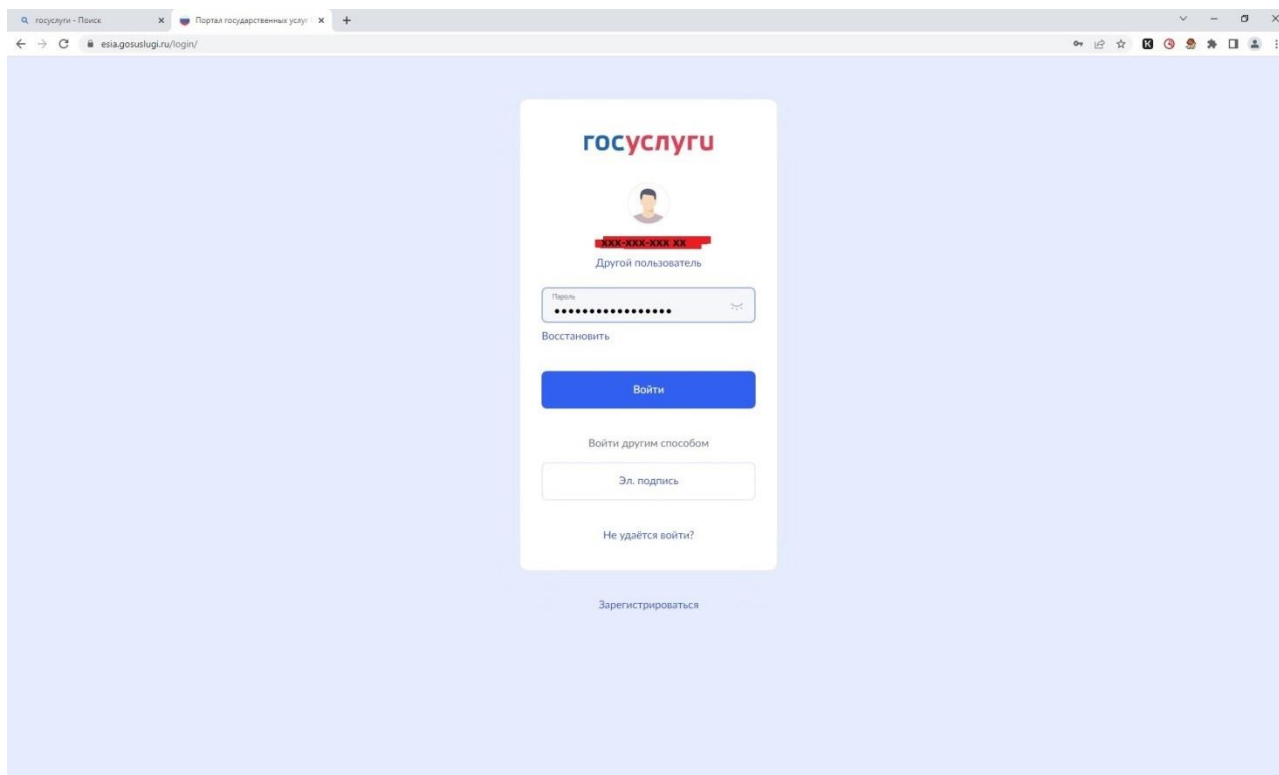 госуслуги - Поиск
Портал государственных услуг
esia.gosuslugi.ru/login/
госуслуги
XXX-XXX-XXX XX
Другой пользователь
Пароль
•••••••••••••••••
Восстановить
Войти
Войти другим способом
Эл. подпись
Не удаётся войти?
Зарегистрироваться